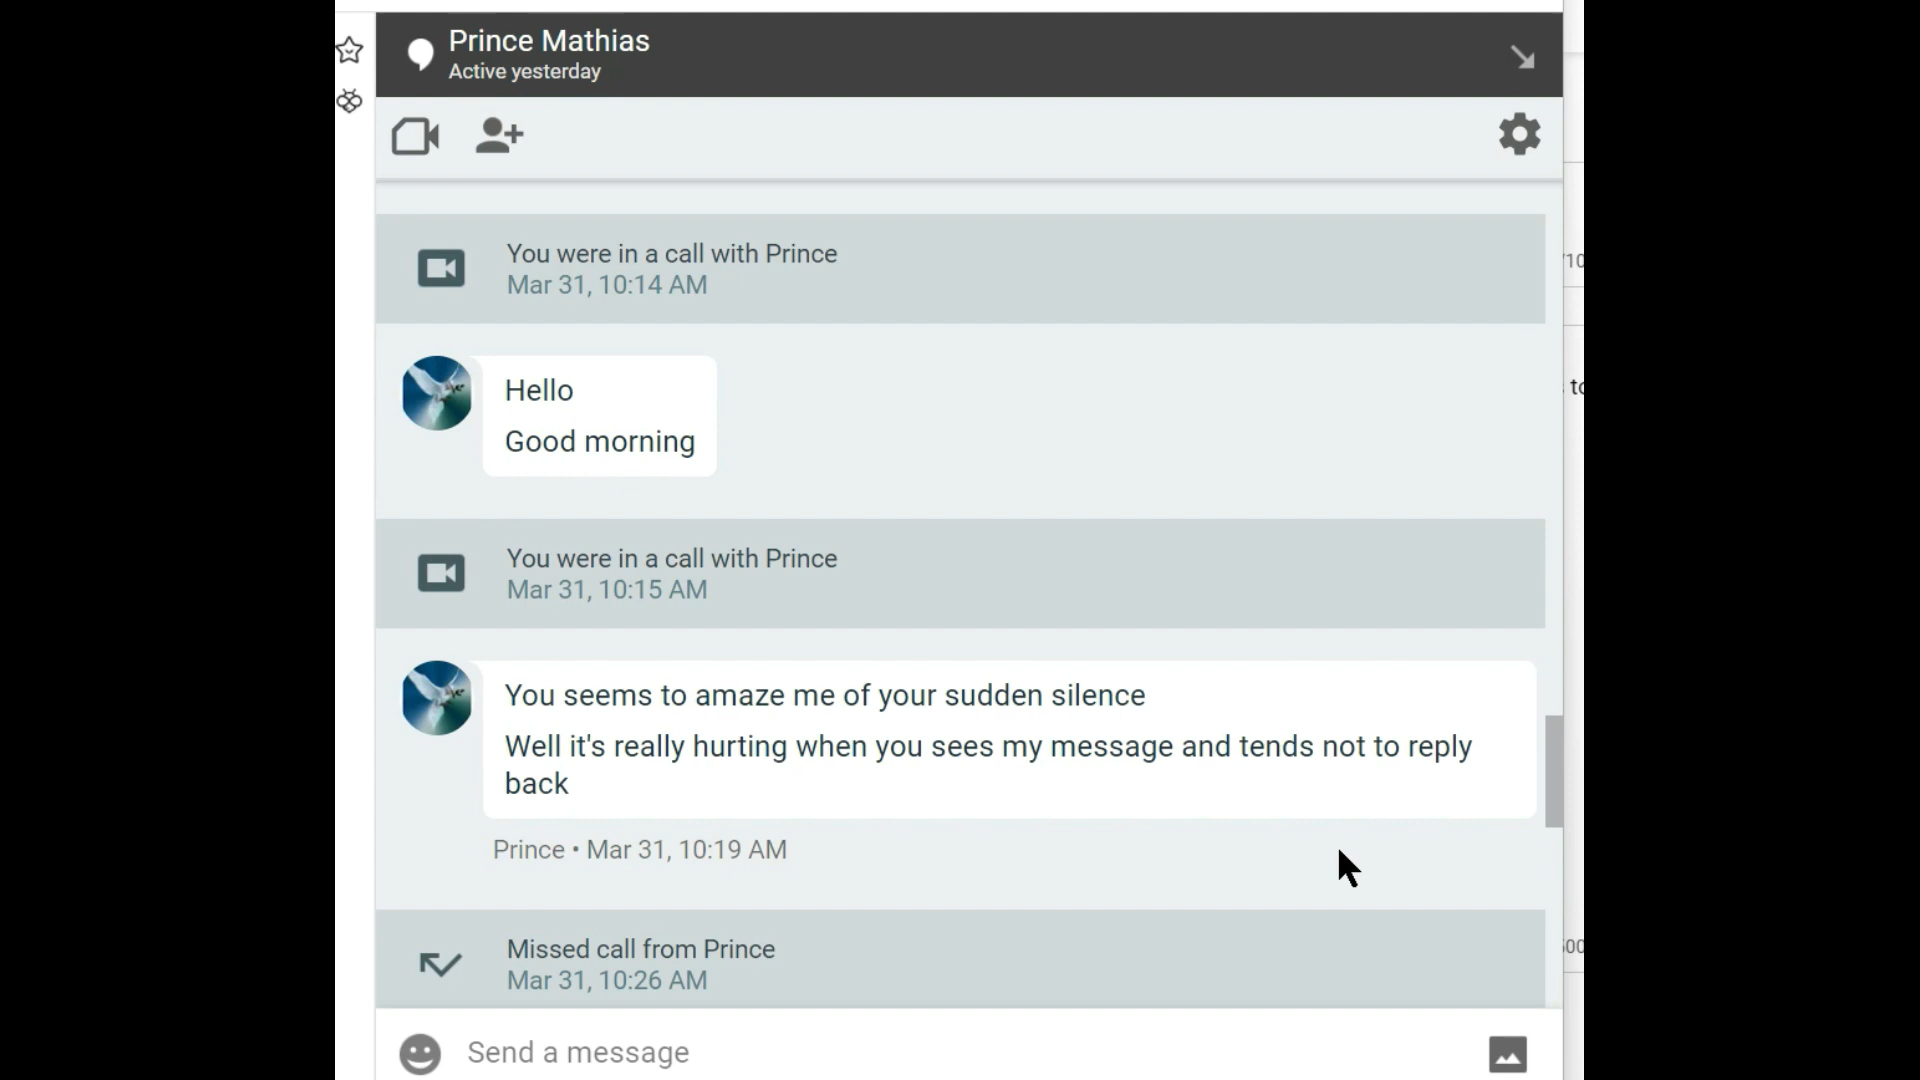 Prince Mathias
Active yesterday
You were in a call with Prince
Mar 31, 10:14 AM
Hello
Good morning
You were in a call with Prince
Mar 31, 10:15 AM
You seems to amaze me of your sudden silence
Well it's really hurting when you sees my message and tends not to reply
back
Prince • Mar 31, 10:19 AM
Missed call from Prince
Mar 31, 10:26 AM
Send a message